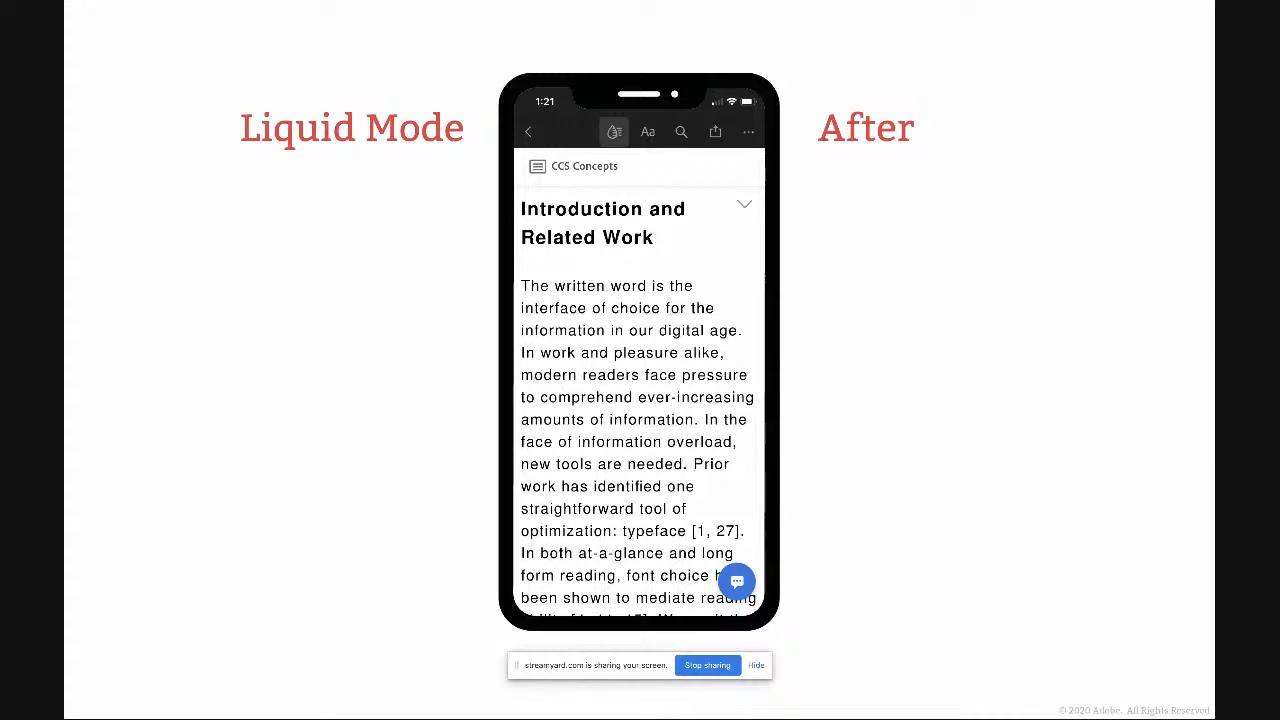 Liquid Mode
After
1:21
Aa
CCS Concepts
Introduction and
Related Work
The written word is the
interface of choice for the
information in our digital age.
In work and pleasure alike,
modern readers face pressure
to comprehend ever-increasing
amounts of information. In the
face of information overload,
new tools are needed. Prior
work has identified one
straightforward tool of
optimization: typeface [1, 27].
In both at-a-glance and long
form reading, font choice
been shown to mediate reading
streamyard.com is sharing your screen.
Stop sharing
Hide
© 2020 Adobe. All Rights Reserved.